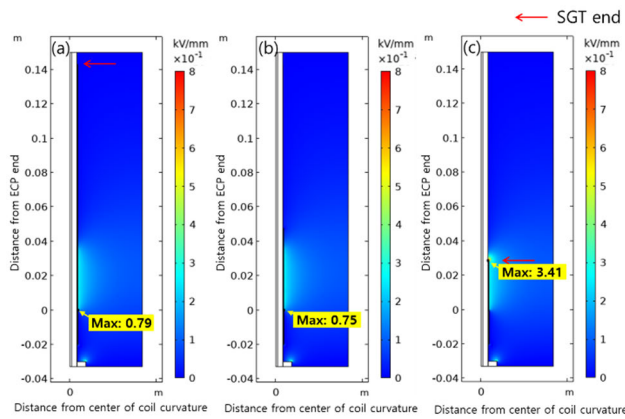 SGT end
m
(a)
kV/mm
×10⁻¹
0.14
0.12
0.1
0.08
0.06
0.04
0.02
0
-0.02
-0.04
8
7
6
5
4
3
2
1
0
Max: 0.79
0
m
Distance from ECP end
Distance from center of coil curvature
m
(b)
kV/mm
×10⁻¹
0.14
0.12
0.1
0.08
0.06
0.04
0.02
0
-0.02
-0.04
8
7
6
5
4
3
2
1
0
Max: 0.75
0
m
Distance from ECP end
Distance from center of coil curvature
m
(c)
kV/mm
×10⁻¹
0.14
0.12
0.1
0.08
0.06
0.04
0.02
0
-0.02
-0.04
8
7
6
5
4
3
2
1
0
Max: 3.41
0
m
Distance from ECP end
Distance from center of coil curvature